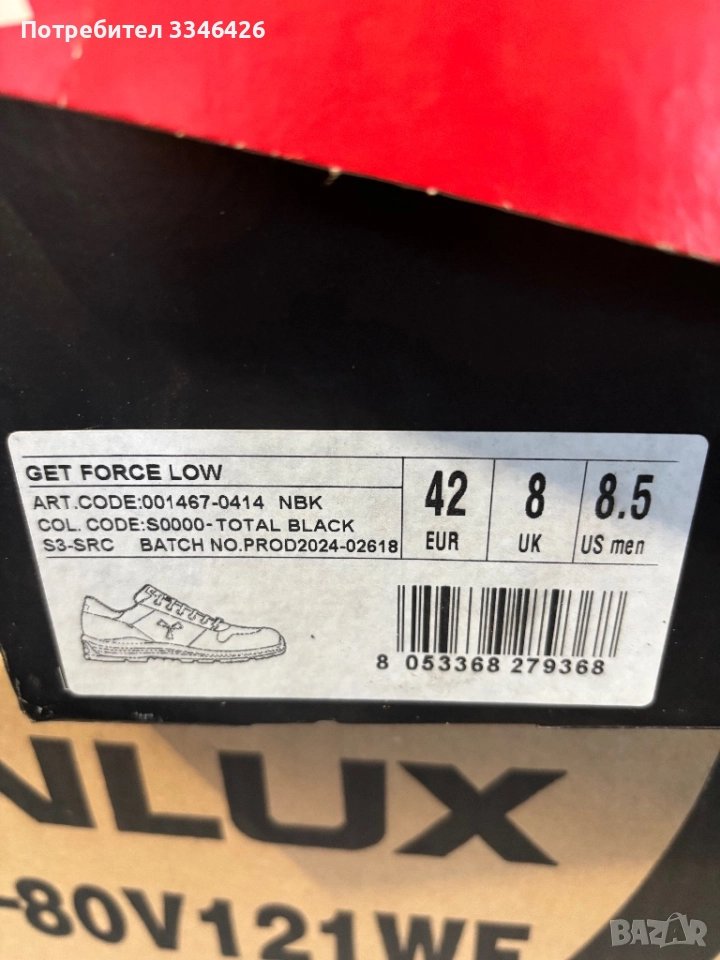 Потребител 3346426
GET FORCE LOW
ART.CODE:001467-0414 NBK
COL. CODE:S0000-TOTAL BLACK
S3-SRC BATCH NO.PROD2024-02618
42 8 8.5
EUR UK US men
8 053368 279368
NLUX
-80V121WE
BAZAR